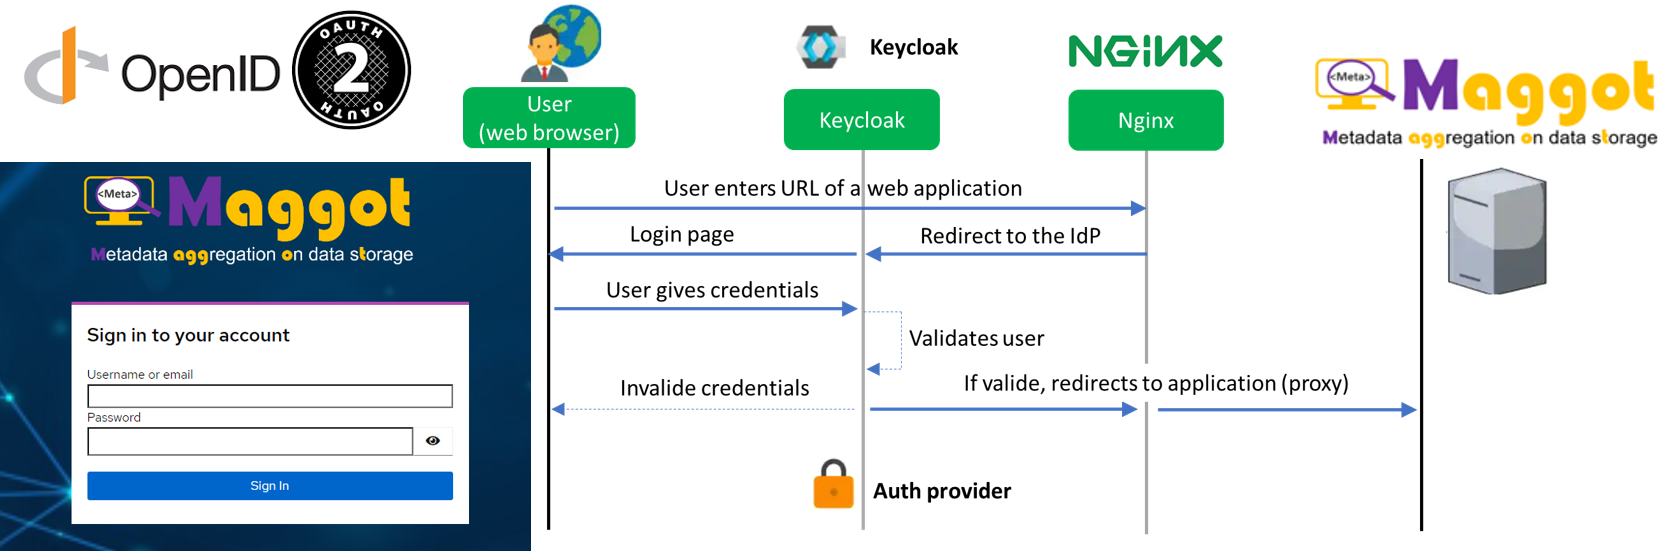 OpenID
OAUTH
2
OAUTH
User
(web browser)
Keycloak
Keycloak
NGiNX
Nginx
<Meta>
Maggot
Metadata aggregation on data storage
<Meta>
Maggot
Metadata aggregation on data storage
Sign in to your account
Username or email
Password
Sign In
User enters URL of a web application
Login page
Redirect to the IdP
User gives credentials
Validates user
Invalide credentials
If valide, redirects to application (proxy)
Auth provider